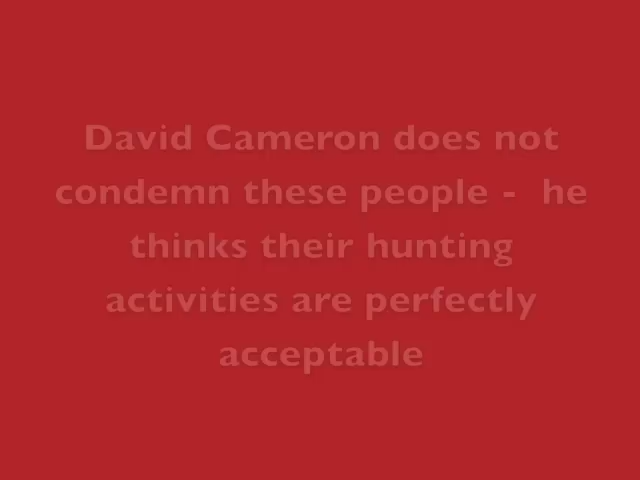 David Cameron does not
condemn these people -  he
thinks their hunting
activities are perfectly
acceptable